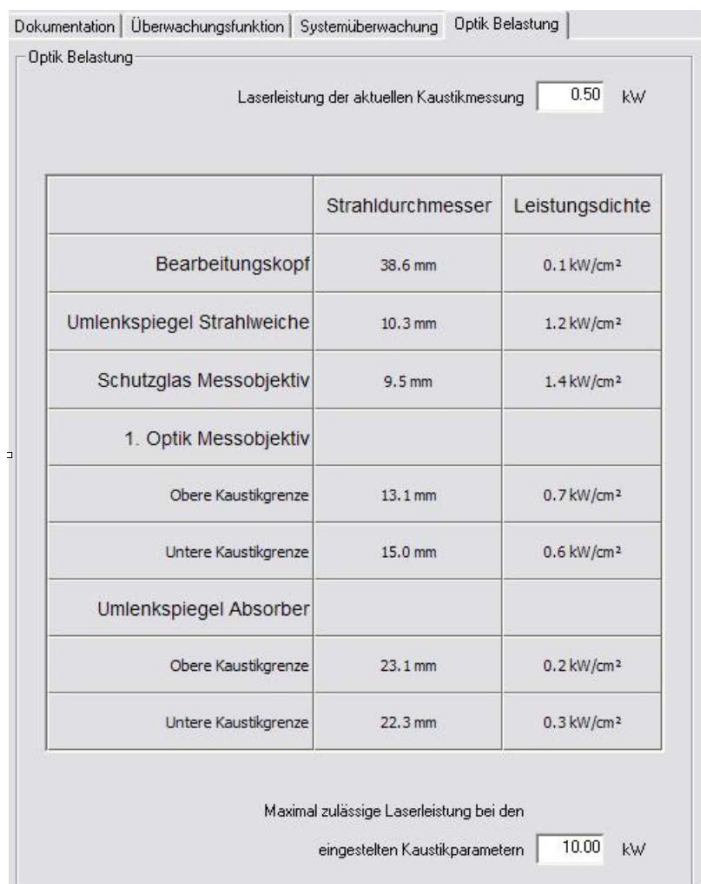 Dokumentation Überwachungsfunktion Systemüberwachung Optik Belastung
Optik Belastung
Laserleistung der aktuellen Kaustikmessung 0.50 kW
Strahldurchmesser Leistungsdichte
Bearbeitungskopf 38.6 mm 0.1 kW/cm²
Umlenkspiegel Strahlweiche 10.3 mm 1.2 kW/cm²
Schutzglas Messobjektiv 9.5 mm 1.4 kW/cm²
1. Optik Messobjektiv
Obere Kaustikgrenze 13.1 mm 0.7 kW/cm²
Untere Kaustikgrenze 15.0 mm 0.6 kW/cm²
Umlenkspiegel Absorber
Obere Kaustikgrenze 23.1 mm 0.2 kW/cm²
Untere Kaustikgrenze 22.3 mm 0.3 kW/cm²
Maximal zulässige Laserleistung bei den
eingestellten Kaustikparametern 10.00 kW